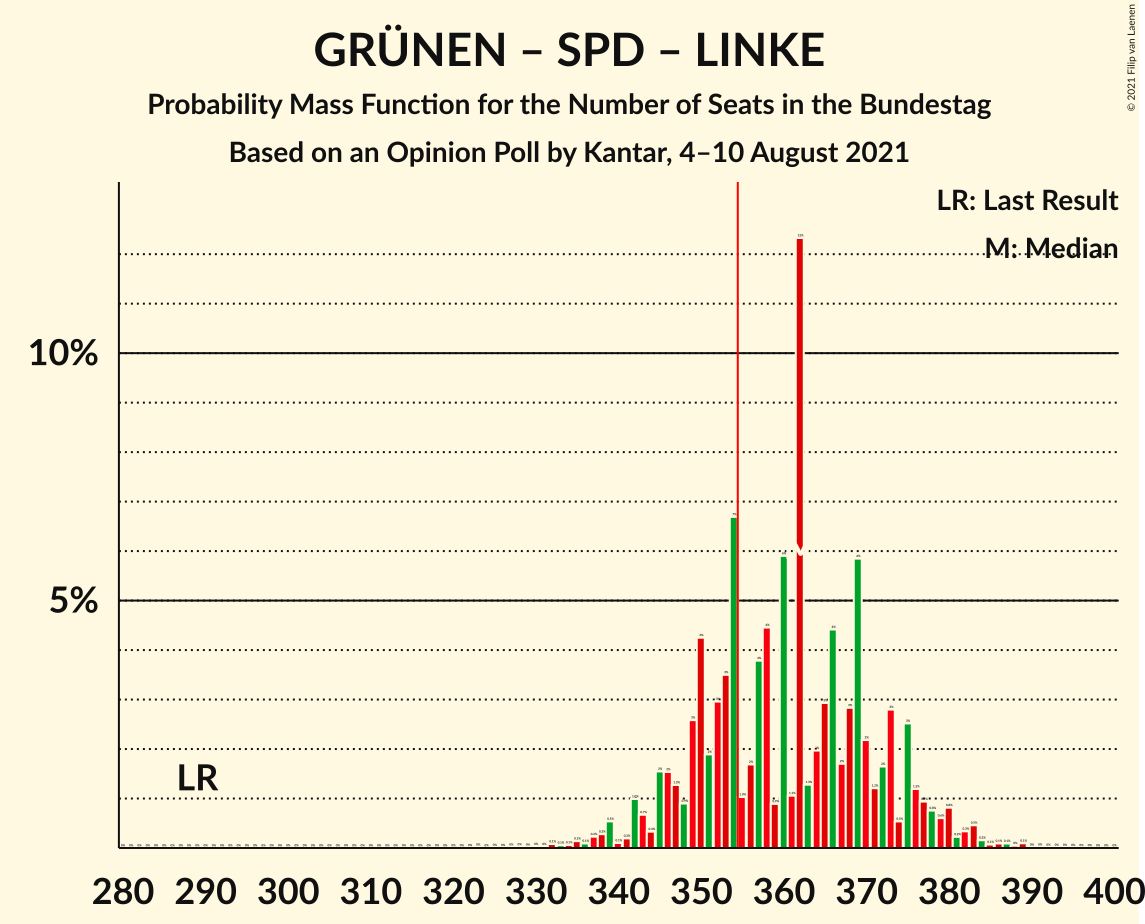 GRÜNEN – SPD – LINKE
Probability Mass Function for the Number of Seats in the Bundestag
Based on an Opinion Poll by Kantar, 4–10 August 2021
© 2021 Filip van Laenen
LR: Last Result
M: Median
10%
5%
LR
280 290 300 310 320 330 340 350 360 370 380 390 400